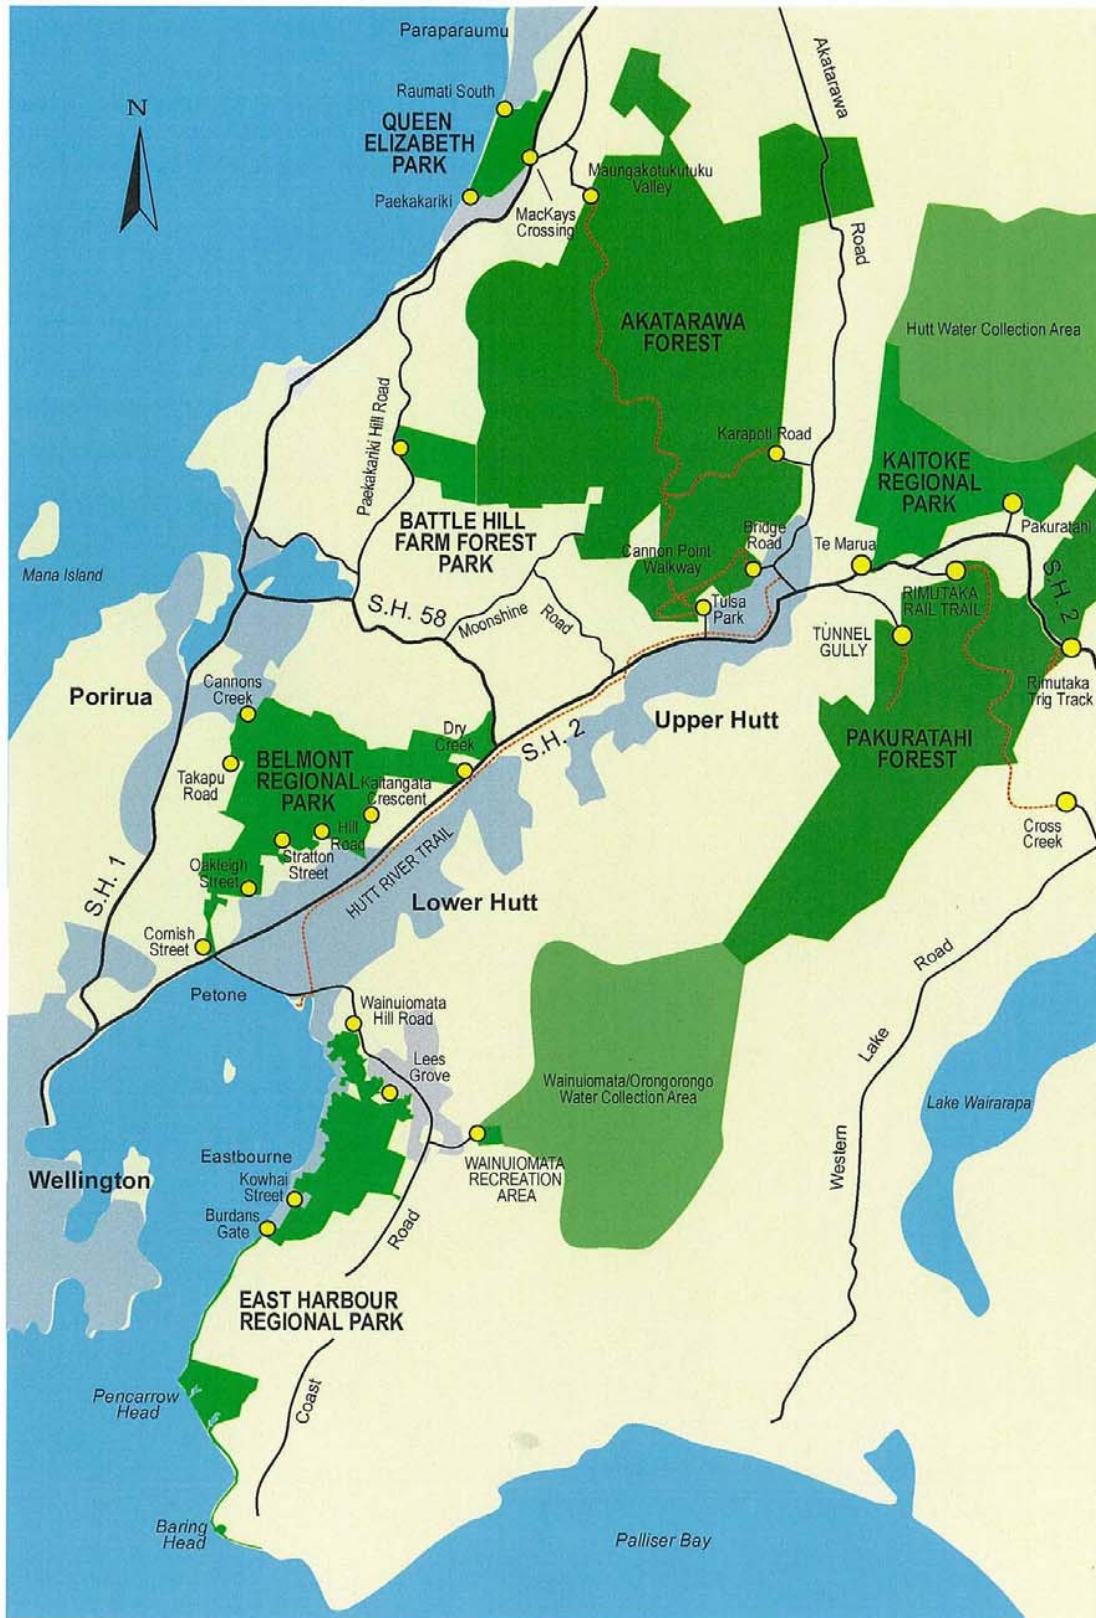 Paraparaumu
Akatarawa
Road
Raumati South
N
QUEEN
ELIZABETH
PARK
Maungakotukutuku
Valley
Paekakariki
MacKays
Crossing
AKATARAWA
FOREST
Hutt Water Collection Area
Paekakariki Hill Road
Karapoti Road
KAITOKE
REGIONAL
PARK
BATTLE HILL
FARM FOREST
PARK
Pakuratahi
Bridge
Road
Te Marua
Cannon Point
Walkway
Mana Island
S.H. 2
RIMUTAKA
RAIL TRAIL
S.H. 58
Moonshine
Road
Tulsa
Park
TUNNEL
GULLY
Rimutaka
Trig Track
Porirua
Cannons
Creek
Upper Hutt
Dry
Creek
S.H. 2
PAKURATAHI
FOREST
BELMONT
REGIONAL
PARK
Takapu
Road
Kaitangata
Crescent
Hill
Road
Cross
Creek
Stratton
Street
Oakleigh
Street
HUTT RIVER TRAIL
S.H. 1
Lower Hutt
Cornish
Street
Road
Petone
Wainuiomata
Hill Road
Lake
Lees
Grove
Wainuiomata/Orongorongo
Water Collection Area
Lake Wairarapa
Eastbourne
WAINUIOMATA
RECREATION
AREA
Wellington
Kowhai
Street
Western
Burdans
Gate
Road
EAST HARBOUR
REGIONAL PARK
Pencarrow
Head
Coast
Baring
Head
Palliser Bay